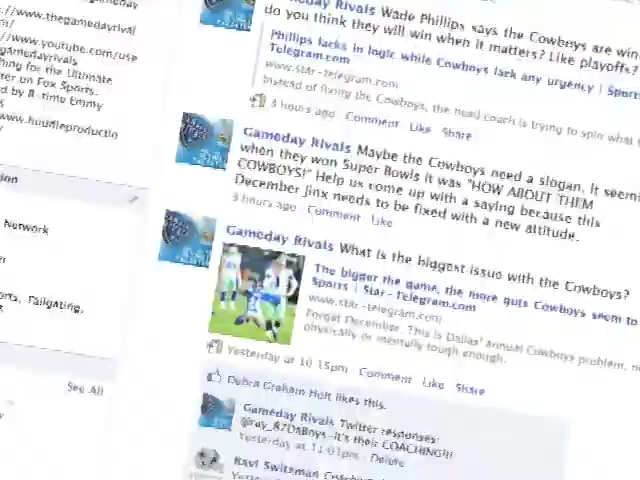 ://www.thegamedayrival
m/
://www.youtube.com/use
gamedayrivals
hing for the Ultimate
ter on Fox Sports.
d by R-time Emmy
s
www.huddleproductio
/
ion
Network
n
orts, Tailgating,
See All
Gameday Rivals Wade Phillips says the Cowboys are win
do you think they will win when it matters? Like playoffs?
Phillips lacks in logic while Cowboys lack any urgency | Sports
Telegram.com
www.star-telegram.com
Instead of fixing the Cowboys, the head coach is trying to spin what
3 hours ago Comment Like Share
Gameday Rivals Maybe the Cowboys need a slogan. It seem
when they won Super Bowls it was "HOW ABOUT THEM
COWBOYS!" Help us come up with a saying because this
December jinx needs to be fixed with a new attitude.
3 hours ago Comment Like
Gameday Rivals What is the biggest issue with the Cowboys?
The bigger the game, the more guts Cowboys seem to
Sports | Star-Telegram.com
www.star-telegram.com
Forget December. This is Dallas' annual Cowboys problem, no
physically or mentally tough enough.
Yesterday at 10:15pm Comment Like Share
Debra Graham Holt likes this.
Gameday Rivals Twitter responses:
@ray_87DaBoys-It's their COACHING!!!
Yesterday at 11:01pm Delete
Ravi Switzman